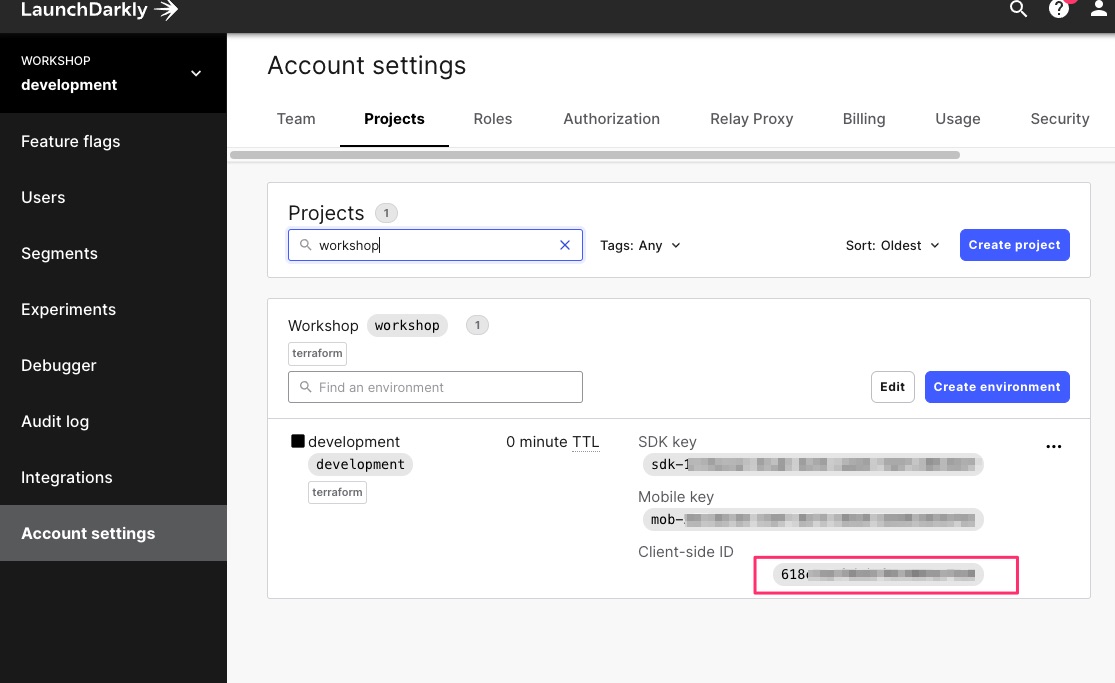 LaunchDarkly
WORKSHOP
development
Feature flags
Users
Segments
Experiments
Debugger
Audit log
Integrations
Account settings
Account settings
Team Projects Roles Authorization Relay Proxy Billing Usage Security
Projects 1
workshop Tags: Any Sort: Oldest Create project
Workshop workshop 1
terraform
Find an environment Edit Create environment
development 0 minute TTL SDK key
development sdk-1
terraform
Mobile key
mob-
Client-side ID
618